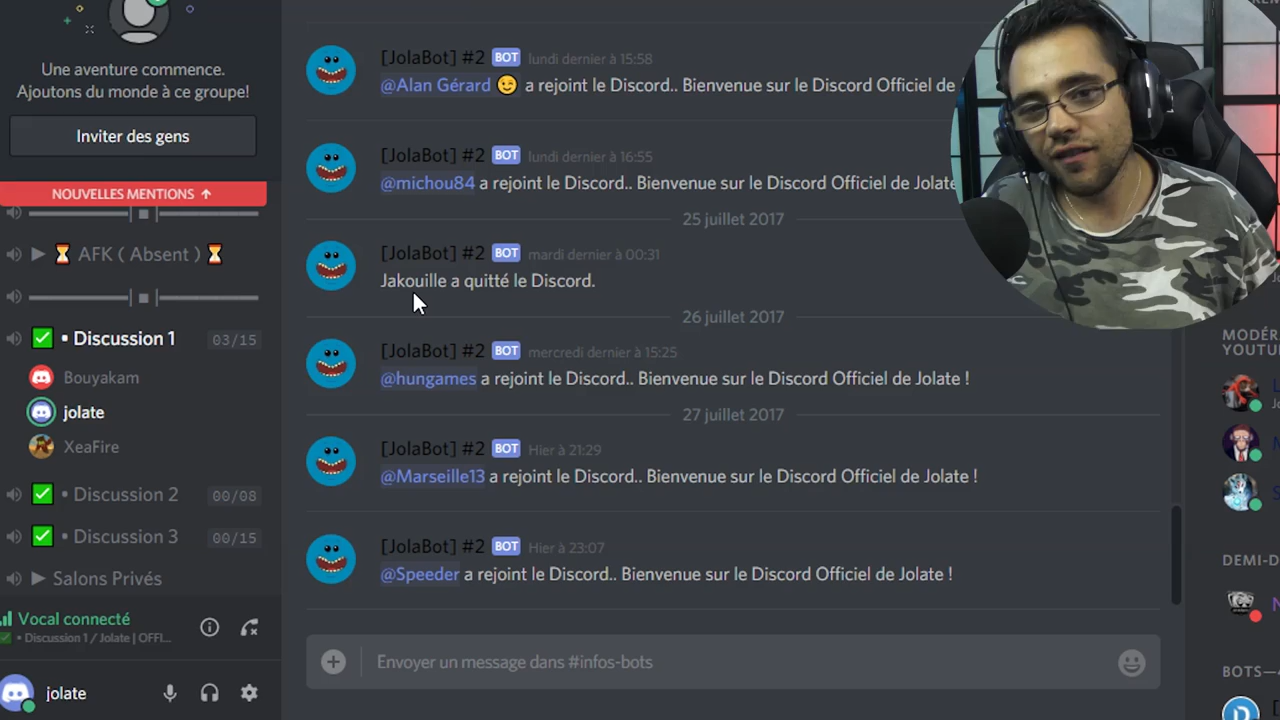 Une aventure commence.
Ajoutons du monde à ce groupe!
Inviter des gens
NOUVELLES MENTIONS ↑
AFK ( Absent )
• Discussion 1 03/15
Bouyakam
jolate
XeaFire
• Discussion 2 00/08
• Discussion 3 00/15
Salons Privés
Vocal connecté
• Discussion 1 / Jolate | OFFI...
jolate
[JolaBot] #2 BOT lundi dernier à 15:58
@Alan Gérard 😉 a rejoint le Discord.. Bienvenue sur le Discord Officiel de
[JolaBot] #2 BOT lundi dernier à 16:55
@michou84 a rejoint le Discord.. Bienvenue sur le Discord Officiel de Jolate
25 juillet 2017
[JolaBot] #2 BOT mardi dernier à 00:31
Jakouille a quitté le Discord.
26 juillet 2017
[JolaBot] #2 BOT mercredi dernier à 15:25
@hungames a rejoint le Discord.. Bienvenue sur le Discord Officiel de Jolate !
27 juillet 2017
[JolaBot] #2 BOT Hier à 21:29
@Marseille13 a rejoint le Discord.. Bienvenue sur le Discord Officiel de Jolate !
[JolaBot] #2 BOT Hier à 23:07
@Speeder a rejoint le Discord.. Bienvenue sur le Discord Officiel de Jolate !
Envoyer un message dans #infos-bots
MODÉR
YOUTU
DEMI-D
BOTS—